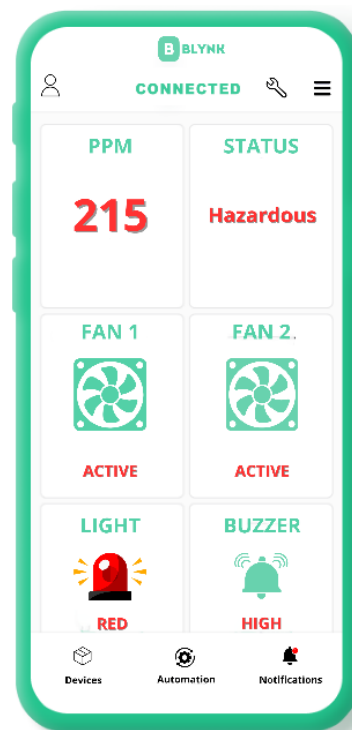 B BLYNK
CONNECTED
PPM
STATUS
215
Hazardous
FAN 1
FAN 2.
ACTIVE
ACTIVE
LIGHT
BUZZER
RED
HIGH
Devices
Automation
Notifications